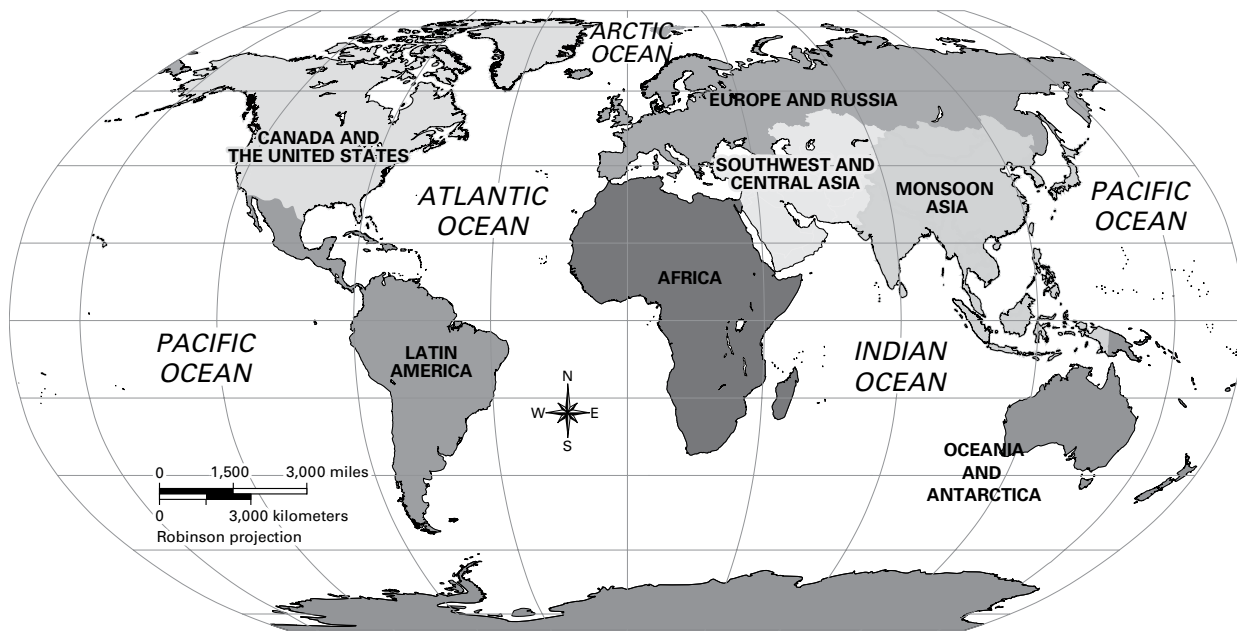 ARCTIC
OCEAN
EUROPE AND RUSSIA
CANADA AND
THE UNITED STATES
SOUTHWEST AND
CENTRAL ASIA
MONSOON
ASIA
ATLANTIC
OCEAN
PACIFIC
OCEAN
AFRICA
PACIFIC
OCEAN
LATIN
AMERICA
INDIAN
OCEAN
N
W E
S
OCEANIA
AND
ANTARCTICA
0 1,500 3,000 miles
0 3,000 kilometers
Robinson projection